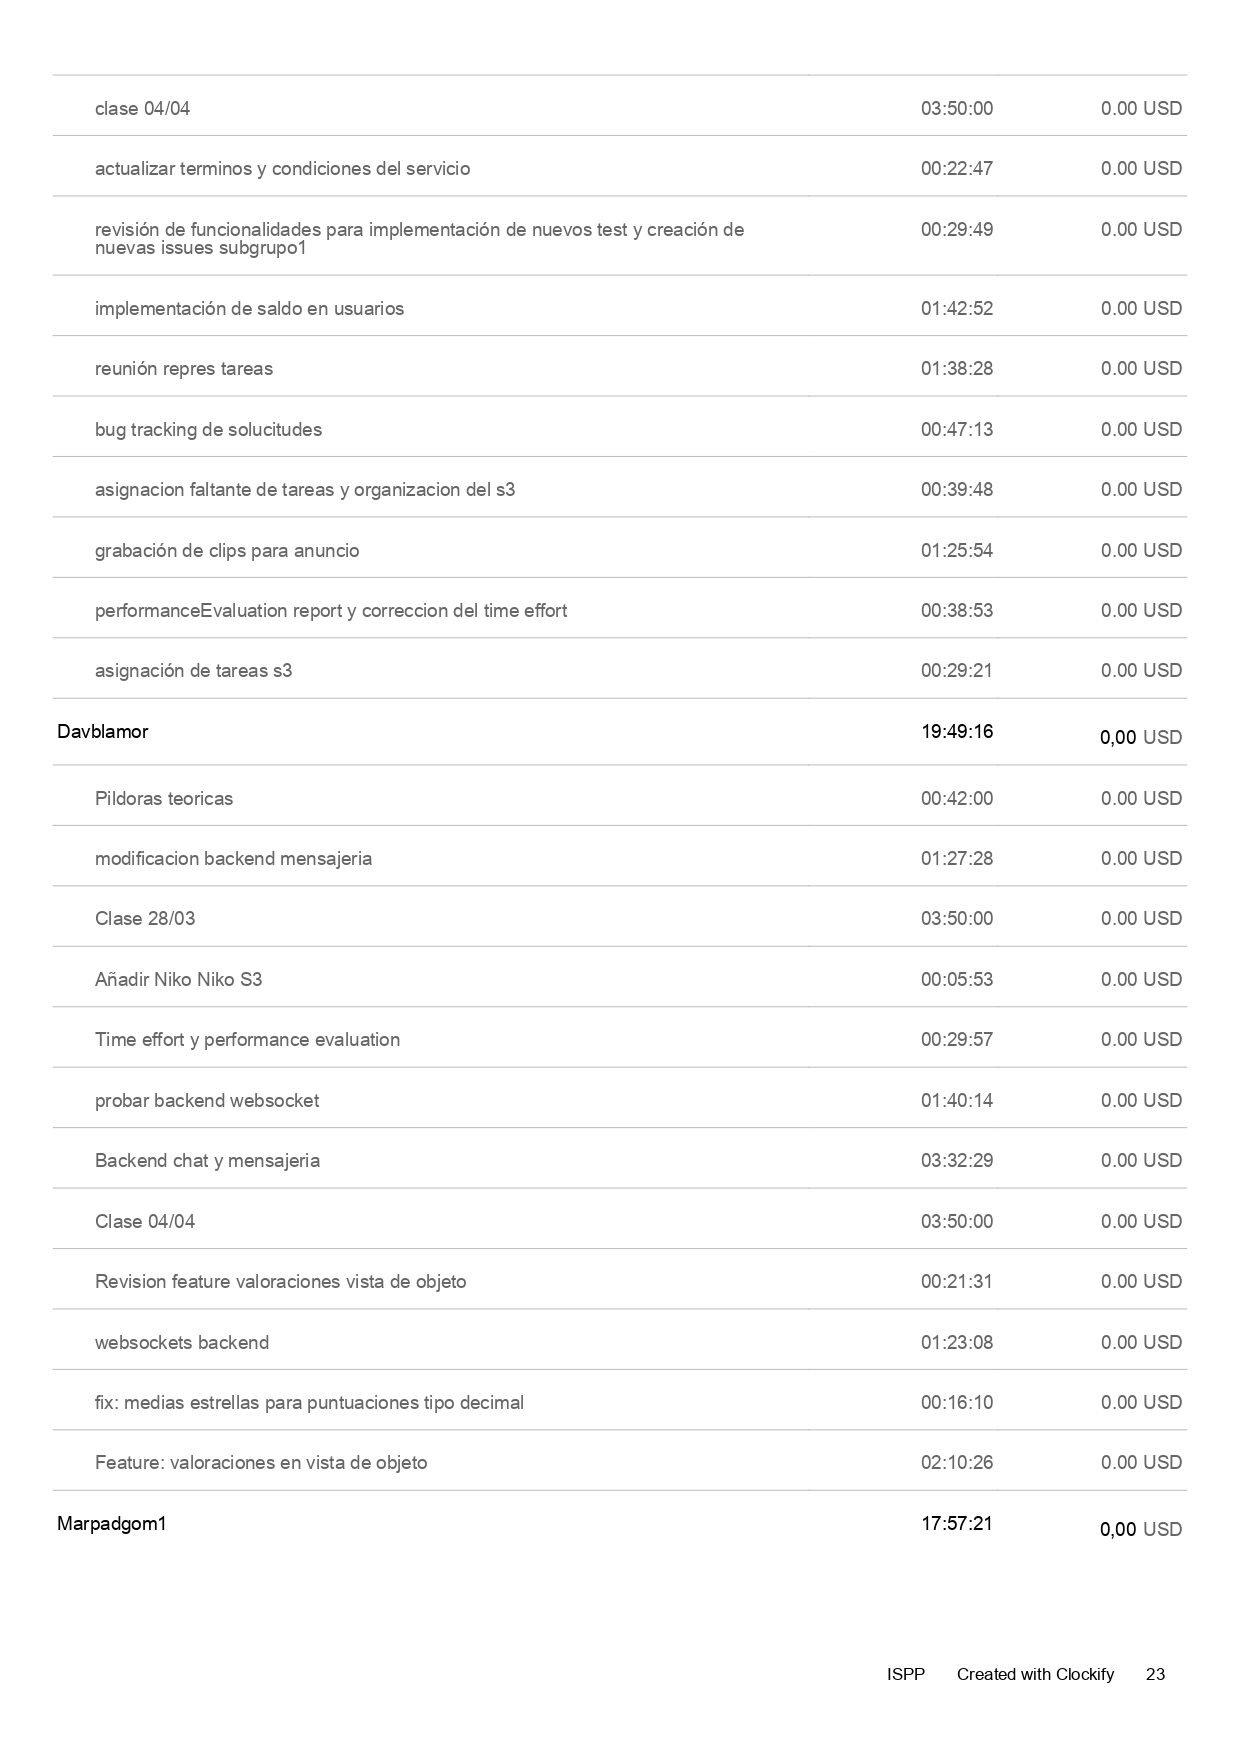 clase 04/04 03:50:00 0.00 USD
actualizar terminos y condiciones del servicio 00:22:47 0.00 USD
revisión de funcionalidades para implementación de nuevos test y creación de 00:29:49 0.00 USD
nuevas issues subgrupo1
implementación de saldo en usuarios 01:42:52 0.00 USD
reunión repres tareas 01:38:28 0.00 USD
bug tracking de solucitudes 00:47:13 0.00 USD
asignacion faltante de tareas y organizacion del s3 00:39:48 0.00 USD
grabación de clips para anuncio 01:25:54 0.00 USD
performanceEvaluation report y correccion del time effort 00:38:53 0.00 USD
asignación de tareas s3 00:29:21 0.00 USD
Davblamor 19:49:16 0,00 USD
Pildoras teoricas 00:42:00 0.00 USD
modificacion backend mensajeria 01:27:28 0.00 USD
Clase 28/03 03:50:00 0.00 USD
Añadir Niko Niko S3 00:05:53 0.00 USD
Time effort y performance evaluation 00:29:57 0.00 USD
probar backend websocket 01:40:14 0.00 USD
Backend chat y mensajeria 03:32:29 0.00 USD
Clase 04/04 03:50:00 0.00 USD
Revision feature valoraciones vista de objeto 00:21:31 0.00 USD
websockets backend 01:23:08 0.00 USD
fix: medias estrellas para puntuaciones tipo decimal 00:16:10 0.00 USD
Feature: valoraciones en vista de objeto 02:10:26 0.00 USD
Marpadgom1 17:57:21 0,00 USD
ISPP Created with Clockify 23